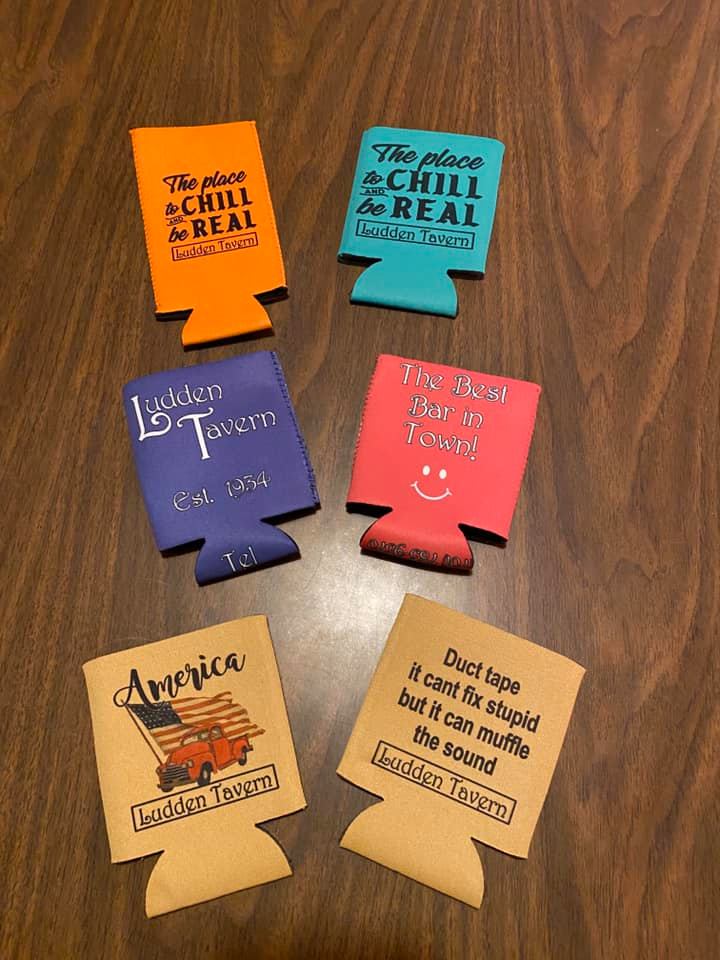 The place
to CHILL
AND
be REAL
Ludden Tavern
The place
to CHILL
AND
be REAL
Ludden Tavern
Ludden
Tavern
Est. 1934
Tel
The Best
Bar in
Town!
America
Ludden Tavern
Duct tape
it cant fix stupid
but it can muffle
the sound
Ludden Tavern